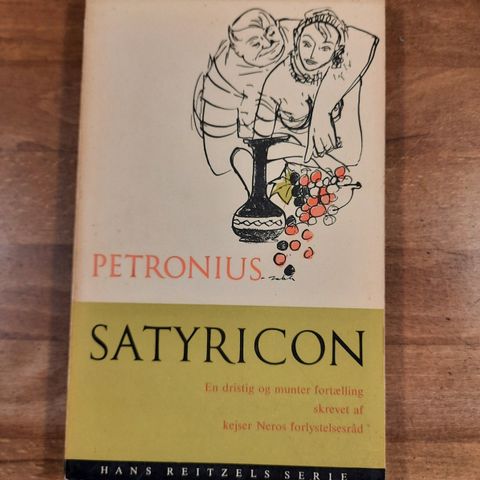 PETRONIUS
SATYRICON
En dristig og munter fortælling
skrevet af
kejser Neros forlystelsesråd
HANS REITZELS SERIE